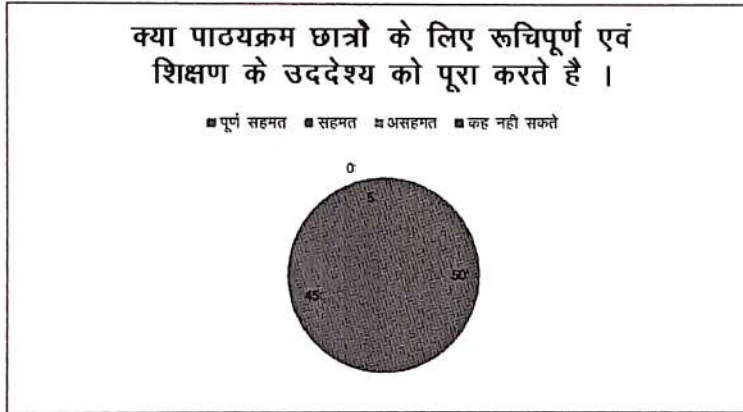 क्या पाठयक्रम छात्रों के लिए रूचिपूर्ण एवं
शिक्षण के उददेश्य को पूरा करते है ।
पूर्ण सहमत सहमत असहमत कह नही सकते
0
5
50
45